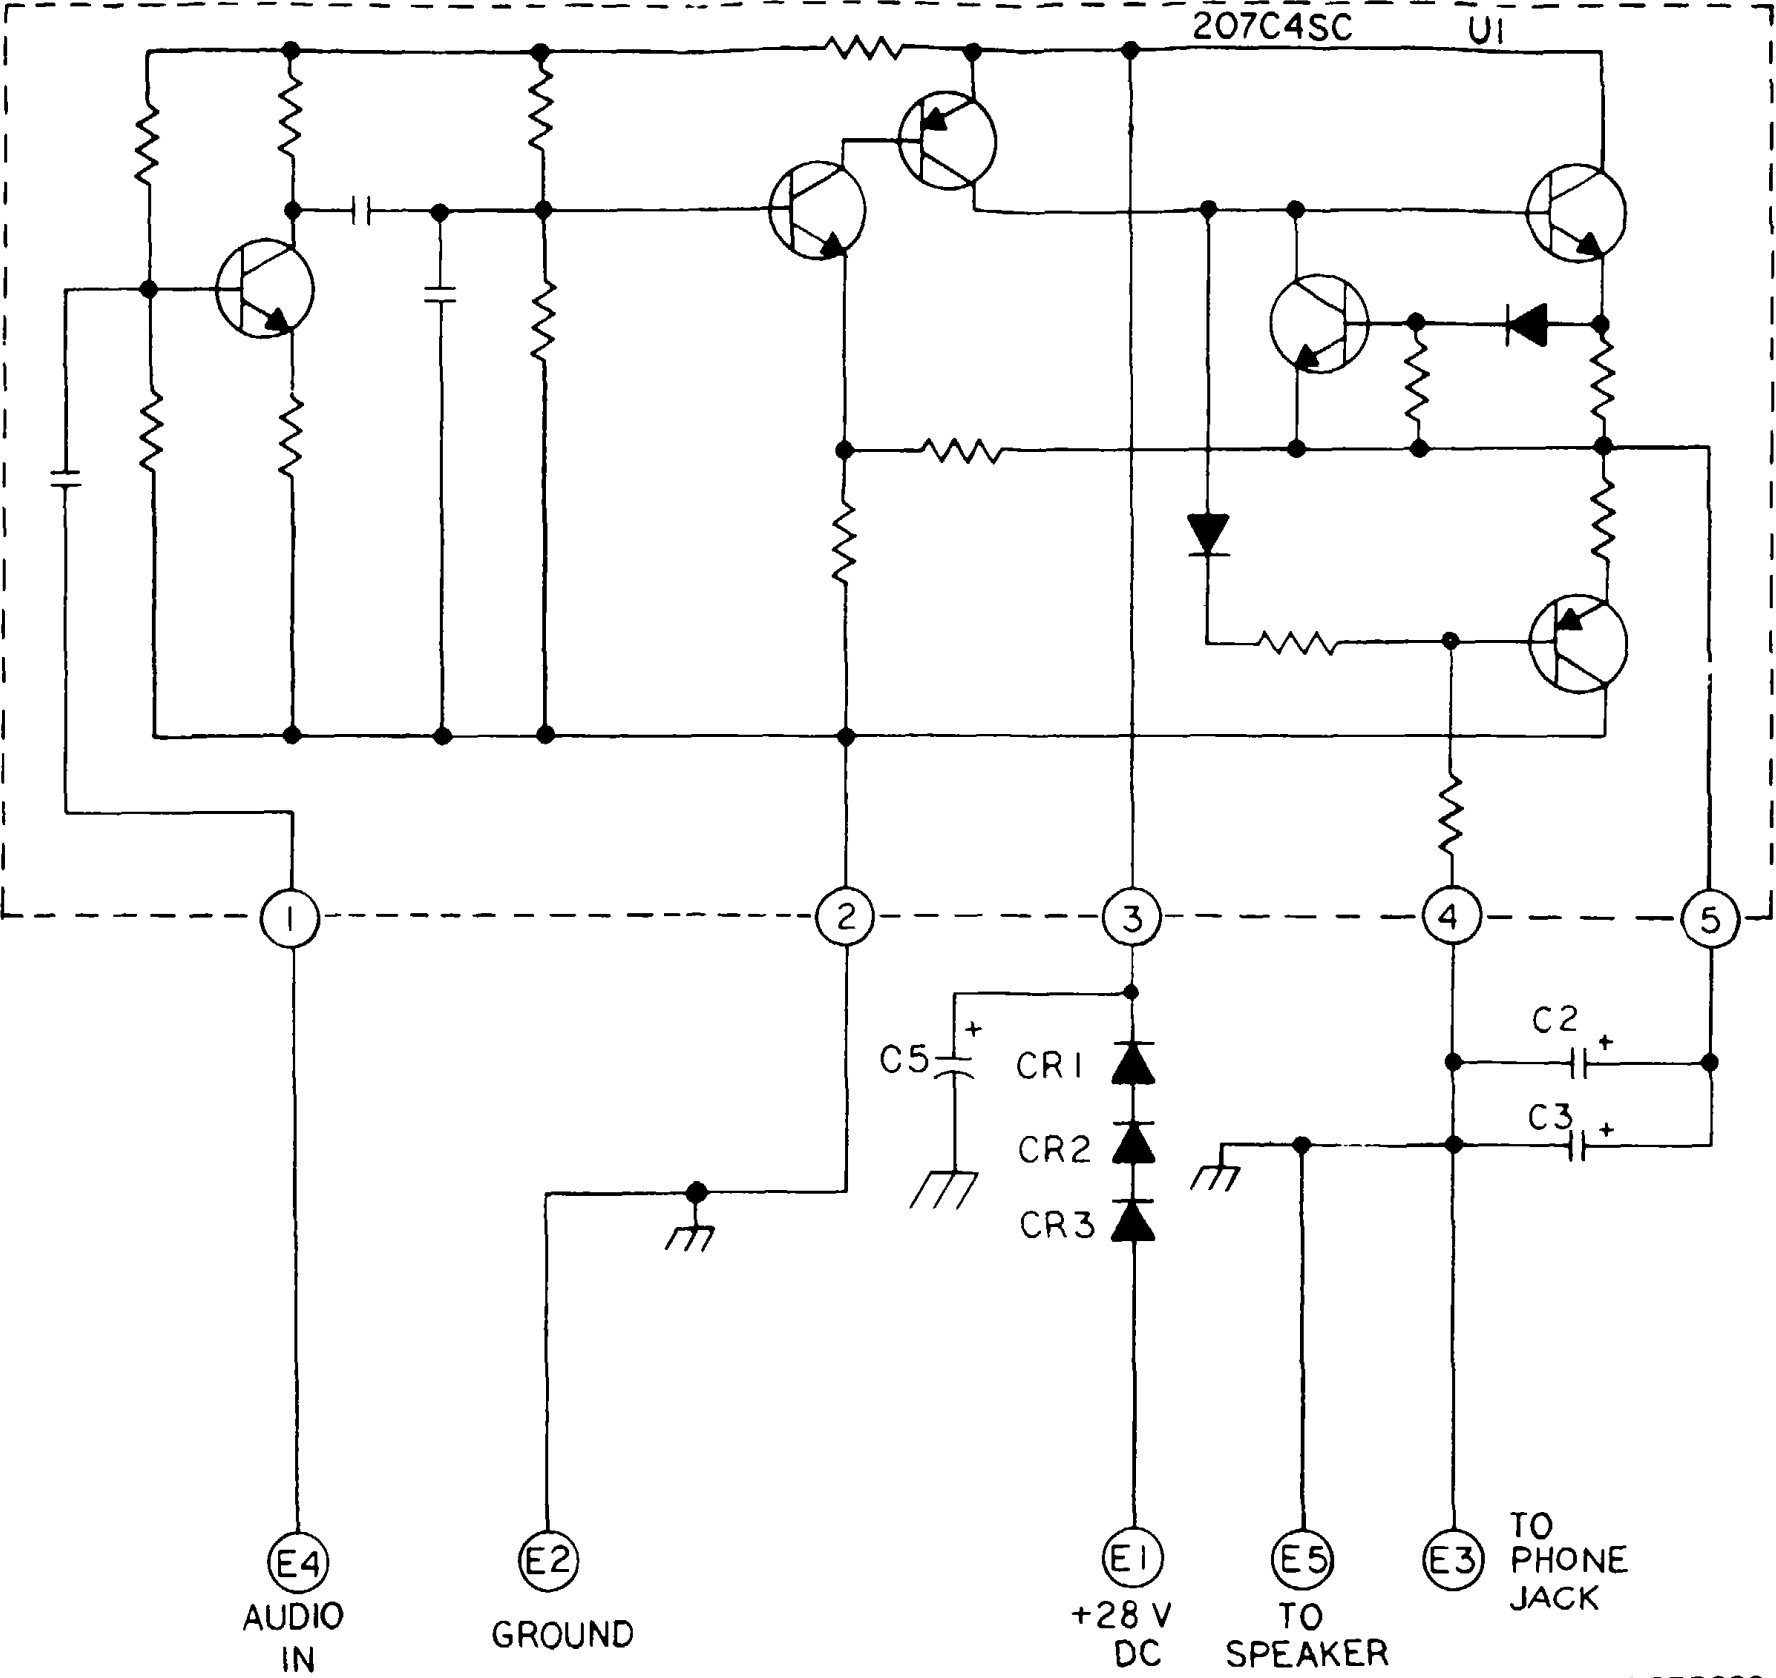 207C4SC U1
1 2 3 4 5
C2
+
+
C5
CR1
C3
+
CR2
CR3
E4
E2
E1
E5
E3
TO
PHONE
JACK
AUDIO
IN
GROUND
+28 V
DC
TO
SPEAKER